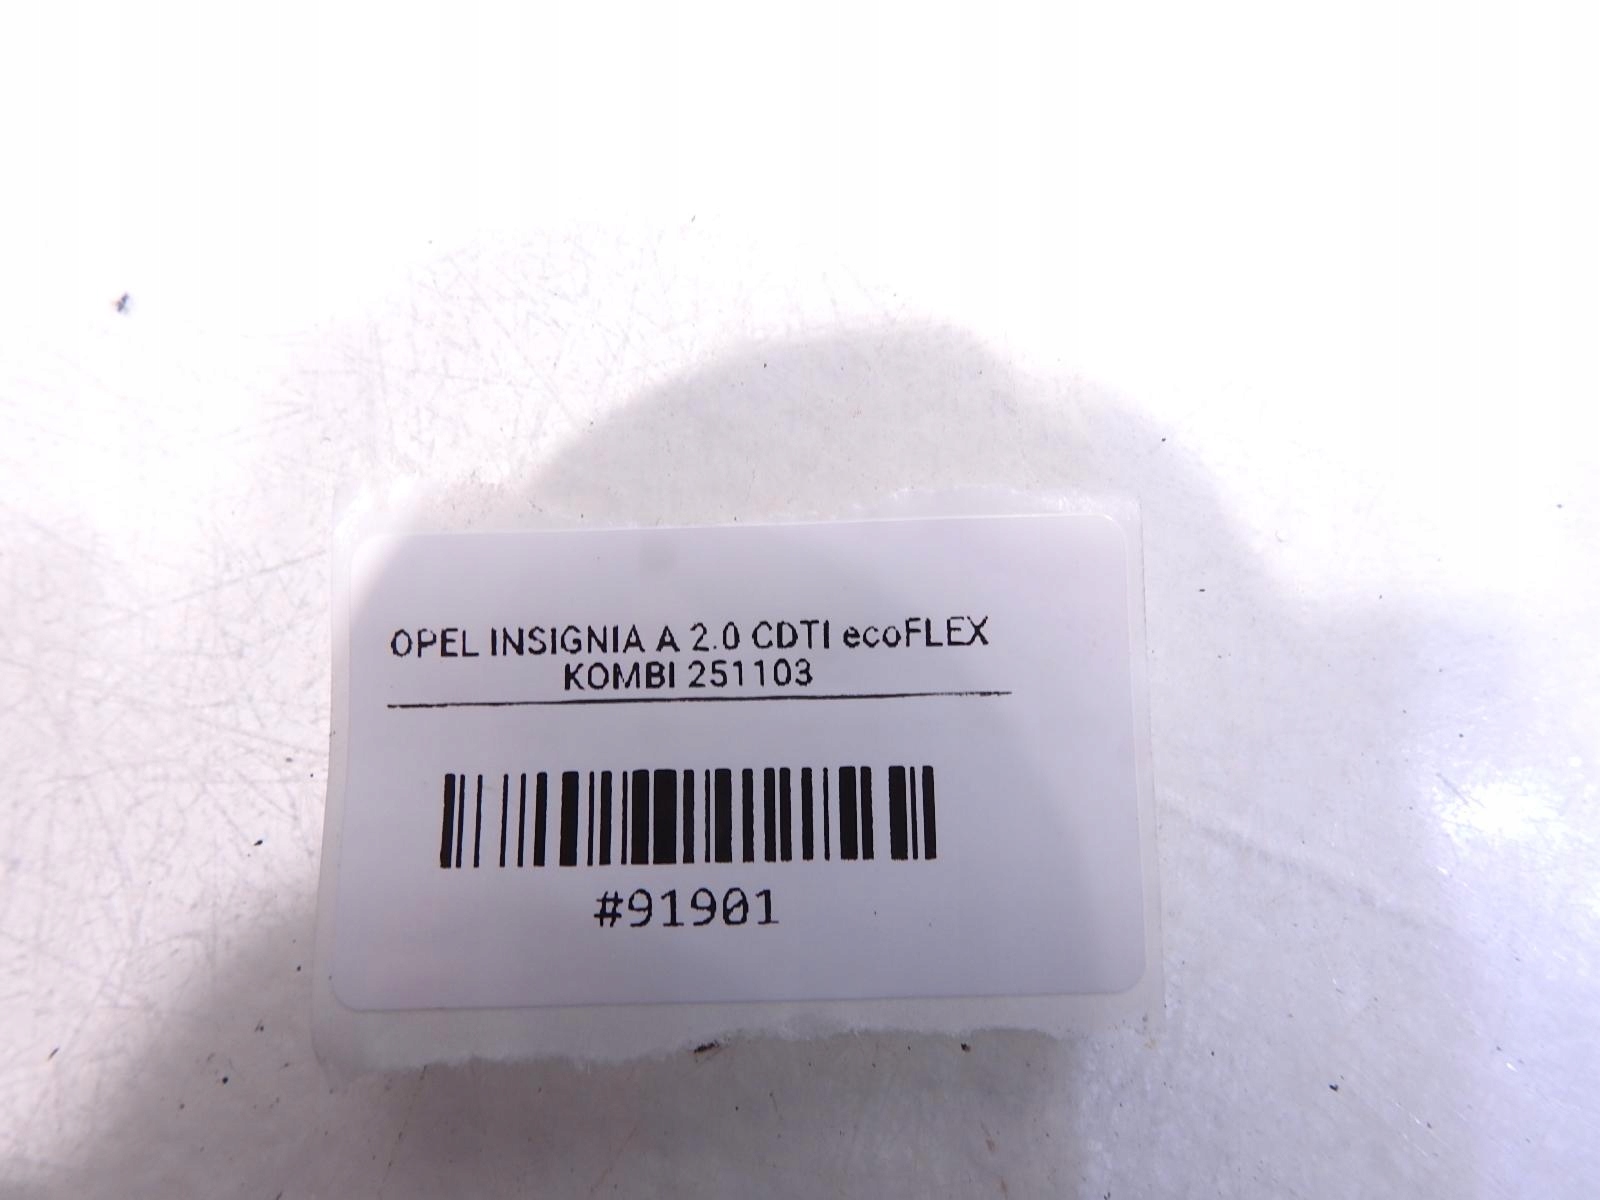 OPEL INSIGNIA A 2.0 CDTI ecoFLEX
KOMBI 251103
#91901